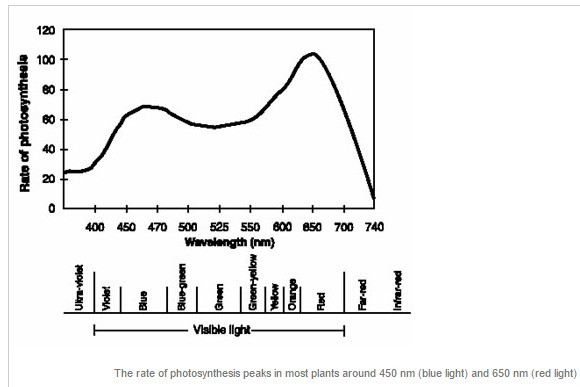 120
100
80
60
40
20
0
Rate of photosynthesis
400 450 470 500 525 550 600 650 700 740
Wavelength (nm)
Ultra-violet
Violet
Blue
Blue-green
Green
Green-yellow
Yellow
Orange
Red
Far-red
Infrar-red
Visible light
The rate of photosynthesis peaks in most plants around 450 nm (blue light) and 650 nm (red light)